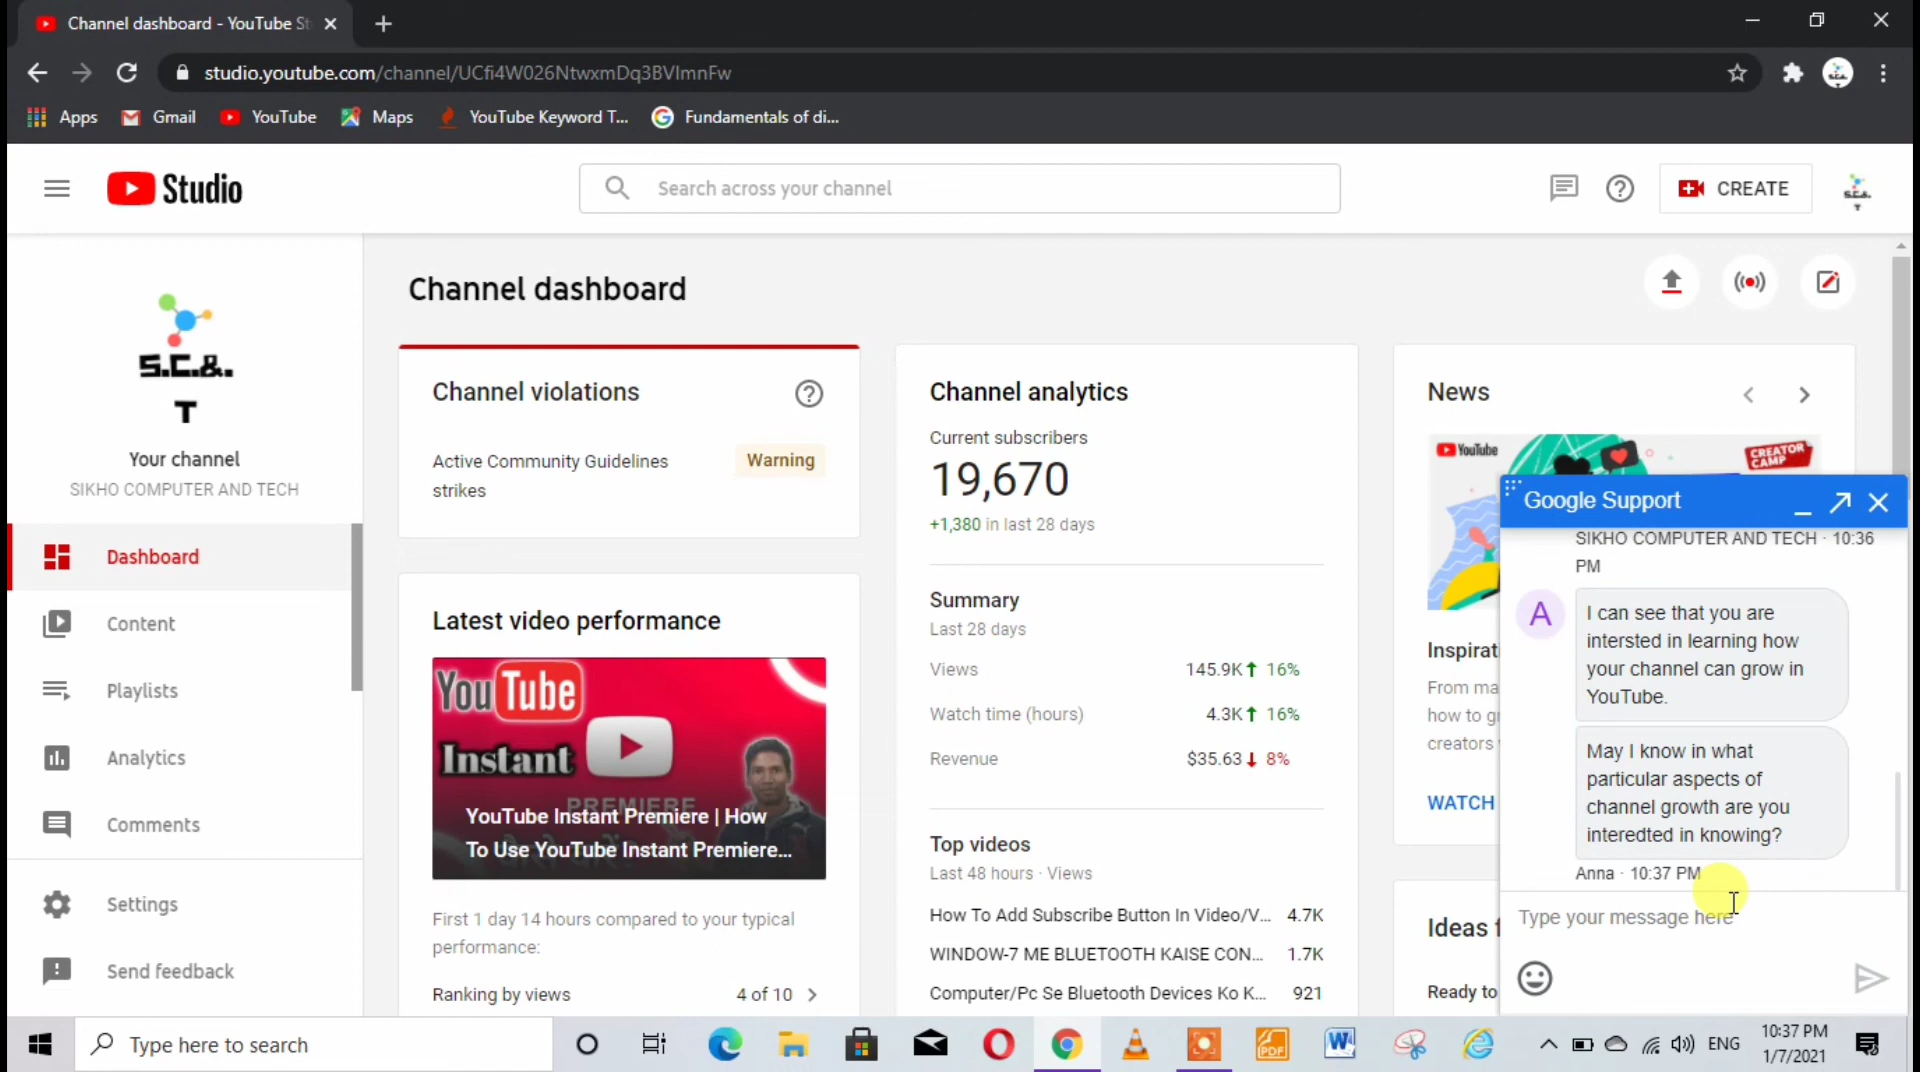 Channel dashboard - YouTube St
studio.youtube.com/channel/UCfi4W026NtwxmDq3BVlmnFw
Apps
Gmail
YouTube
Maps
YouTube Keyword T...
Fundamentals of di...
Studio
Search across your channel
CREATE
S.C.&.
T
S.C.&.
T
Your channel
SIKHO COMPUTER AND TECH
Dashboard
Content
Playlists
Analytics
Comments
Settings
Send feedback
Channel dashboard
Channel violations
Active Community Guidelines
strikes
Warning
Latest video performance
YouTube
Instant
PREMIERE
YouTube Instant Premiere | How
To Use YouTube Instant Premiere...
First 1 day 14 hours compared to your typical
performance:
Ranking by views 4 of 10
Channel analytics
Current subscribers
19,670
+1,380 in last 28 days
Summary
Last 28 days
Views 145.9K 16%
Watch time (hours) 4.3K 16%
Revenue $35.63 8%
Top videos
Last 48 hours · Views
How To Add Subscribe Button In Video/V... 4.7K
WINDOW-7 ME BLUETOOTH KAISE CON... 1.7K
Computer/Pc Se Bluetooth Devices Ko K... 921
News
YouTube
CREATOR
CAMP
Inspirati
From ma
how to g
creators
WATCH
Ideas f
Ready to
Google Support
SIKHO COMPUTER AND TECH · 10:36
PM
A
I can see that you are
intersted in learning how
your channel can grow in
YouTube.
May I know in what
particular aspects of
channel growth are you
interedted in knowing?
Anna · 10:37 PM
Type your message here
Type here to search
PDF
W
ENG
10:37 PM
1/7/2021